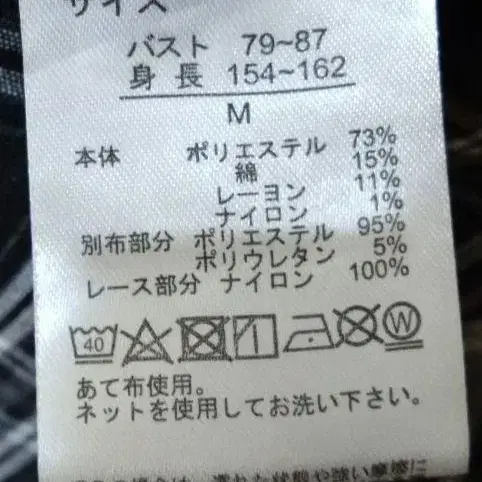 サイズ
バスト 79~87
身長 154~162
M
本体 ポリエステル 73%
綿 15%
レーヨン 11%
ナイロン 1%
別布部分 ポリエステル 95%
ポリウレタン 5%
レース部分 ナイロン 100%
40 W
あて布使用。
ネットを使用してお洗い下さい。